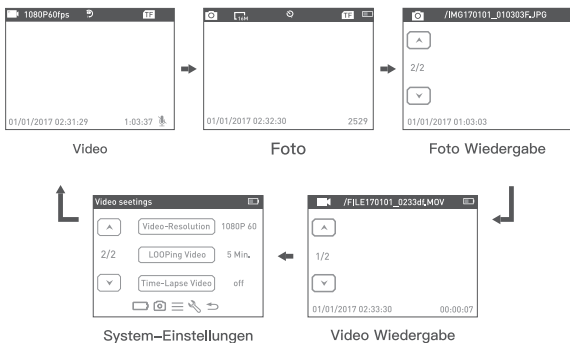 1080P60fps TF
01/01/2017 02:31:29 1:03:37
Video
16M TF
01/01/2017 02:32:30 2529
Foto
/IMG170101_010303F.JPG
2/2
01/01/2017 01:03:03
Foto Wiedergabe
Video seetings
Video-Resolution 1080P 60
2/2 LOOPing Video 5 Min.
Time-Lapse Video off
System-Einstellungen
/FILE170101_0233df.MOV
1/2
01/01/2017 02:33:30 00:00:07
Video Wiedergabe